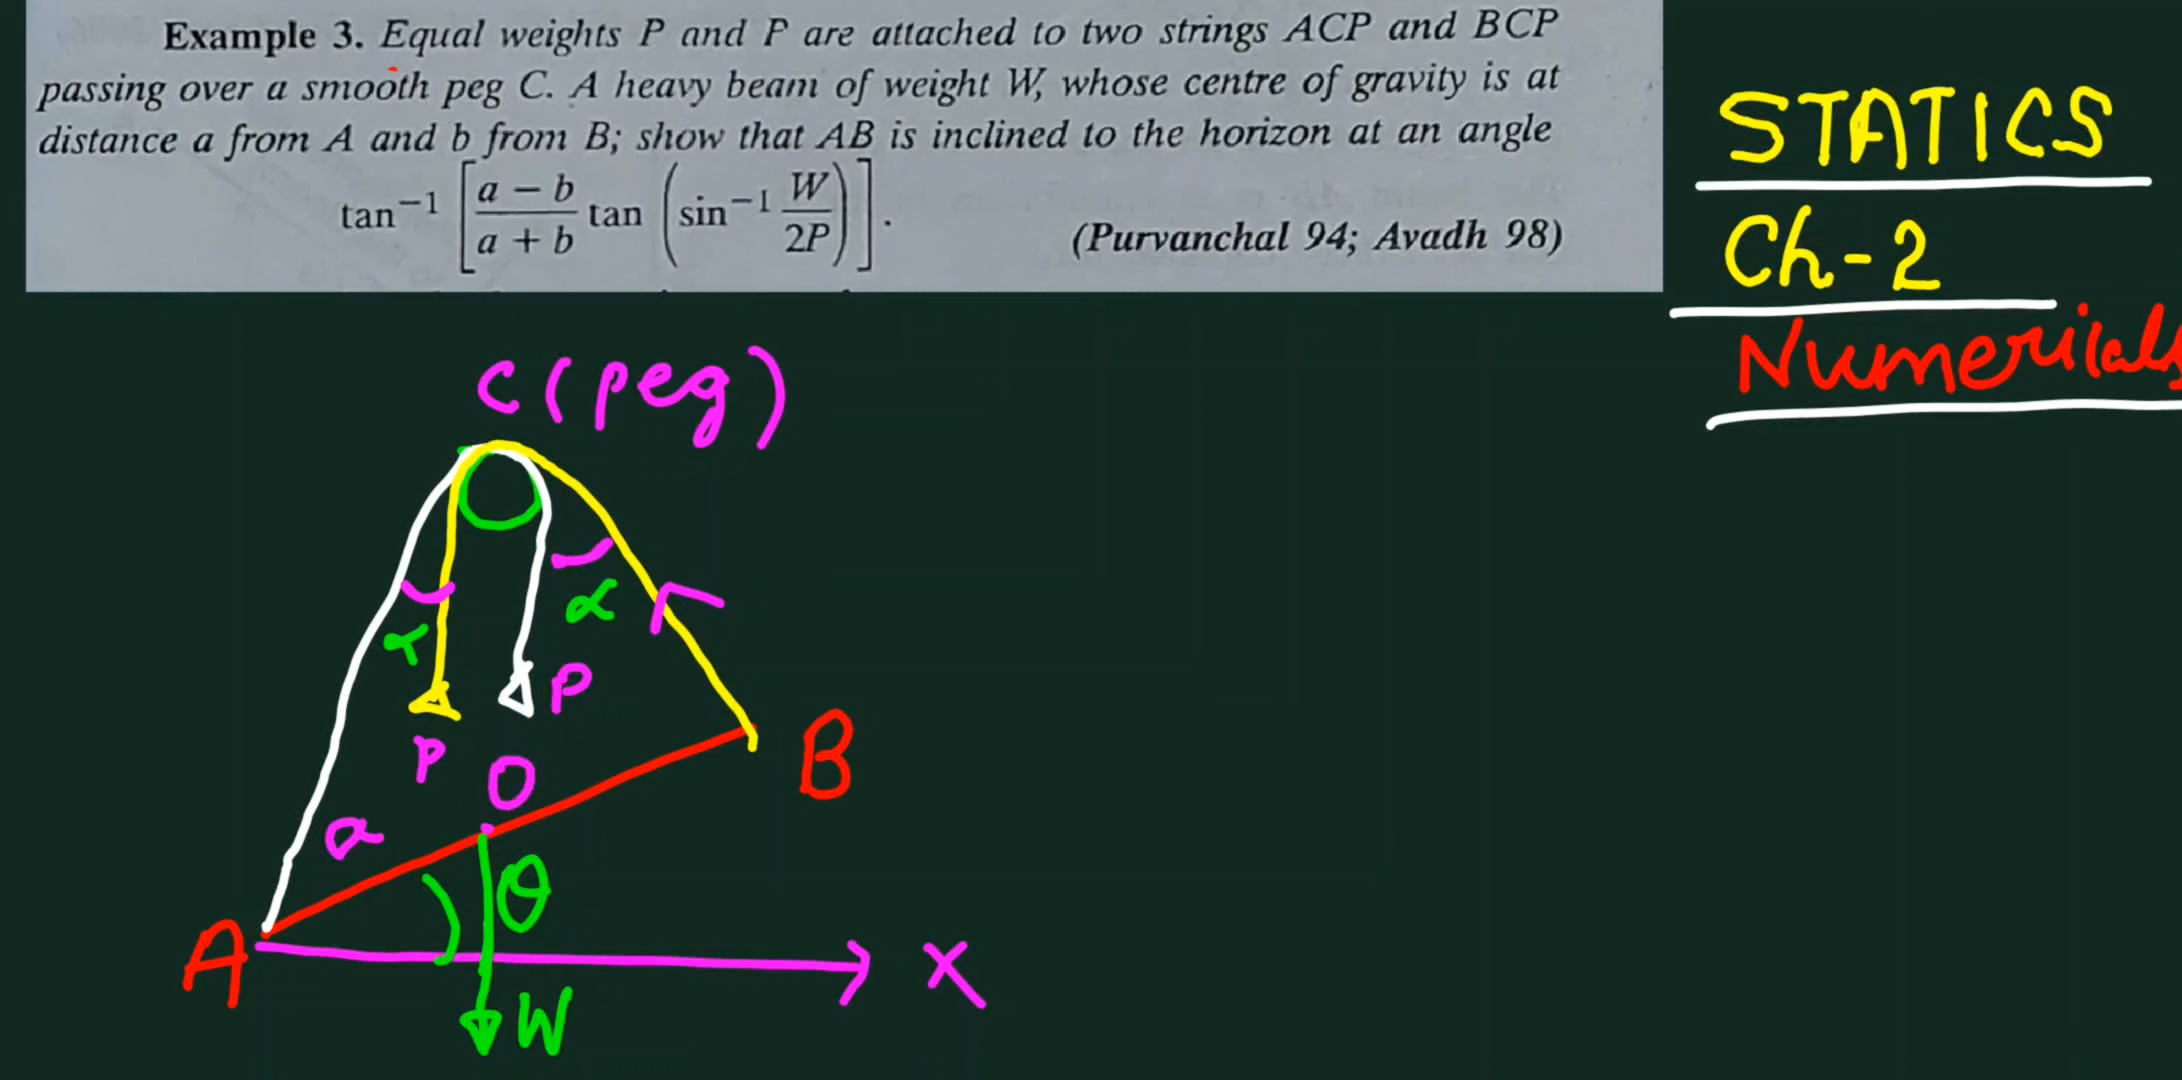 Example 3. Equal weights P and P are attached to two strings ACP and BCP
passing over a smooth peg C. A heavy beam of weight W, whose centre of gravity is at
distance a from A and b from B; show that AB is inclined to the horizon at an angle
tan⁻¹ [ (a − b)/(a + b) tan ( sin⁻¹ W/2P ) ].
(Purvanchal 94; Avadh 98)
STATICS
Ch-2
Numericals
C (peg)
α
α
P
P
O
B
a
θ
A
X
W